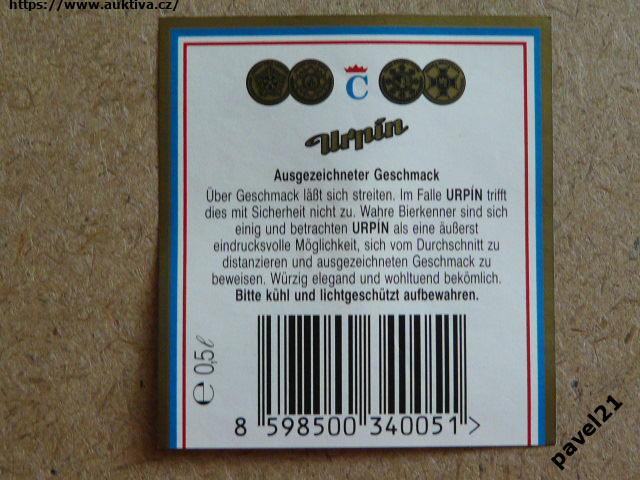 https://www.auktiva.cz/
C
Urpín
Ausgezeichneter Geschmack
Über Geschmack läßt sich streiten. Im Falle URPÍN trifft
dies mit Sicherheit nicht zu. Wahre Bierkenner sind sich
einig und betrachten URPÍN als eine äußerst
eindrucksvolle Möglichkeit, sich vom Durchschnitt zu
distanzieren und ausgezeichneten Geschmack zu
beweisen. Würzig elegand und wohltuend bekömlich.
Bitte kühl und lichtgeschützt aufbewahren.
℮ 0,5ℓ
8 598500 340051 >
pavel21